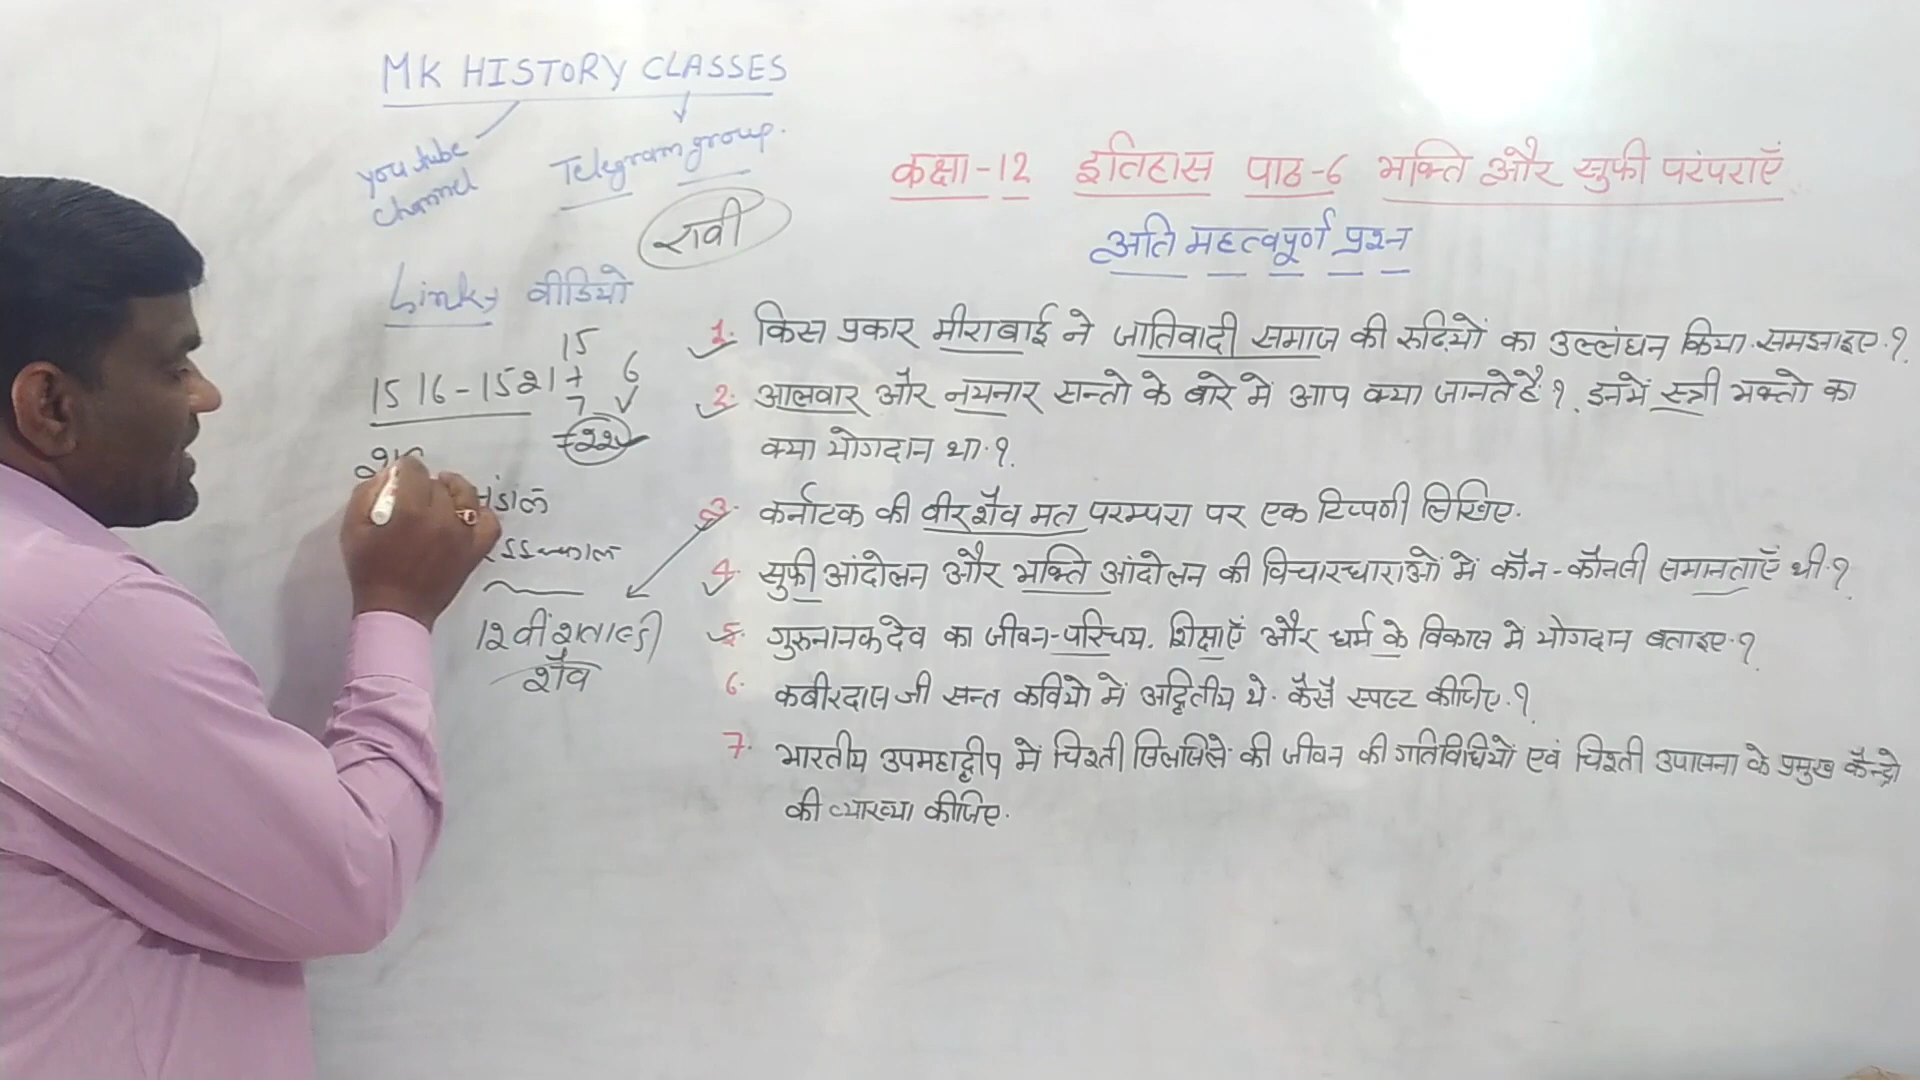 MK HISTORY CLASSES
youtube channel
Telegram group.
रावी
Link→ वीडियो
15
1516-1521+ 6
7
=22
अंडाल
12वीं शताब्दी
शैव
कक्षा-12 इतिहास पाठ-6 भक्ति और सुफी परंपराएँ
अति महत्वपूर्ण प्रश्न
1. किस प्रकार मीराबाई ने जातिवादी समाज की रुढ़ियों का उल्लंघन किया. समझाइए.?
2. आलवार और नयनार सन्तो के बारे में आप क्या जानते है?. इनमें स्त्री भक्तो का
क्या योगदान था.?
3. कर्नाटक की वीर शैव मत परम्परा पर एक टिप्पणी लिखिए.
4. सुफी आंदोलन और भक्ति आंदोलन की विचारधाराओं में कौन-कौनसी समानताएँ थी.?
5. गुरुनानक देव का जीवन-परिचय. शिक्षाएँ और धर्म के विकास मे योगदान बताइए.?
6. कबीरदास जी सन्त कवियो में अद्वितीय थे. कैसै स्पष्ट कीजिए.?
7. भारतीय उपमहाद्वीप में चिश्ती सिलसिले की जीवन की गतिविधियों एवं चिश्ती उपासना के प्रमुख कैन्द्रो
की व्याख्या कीजिए.